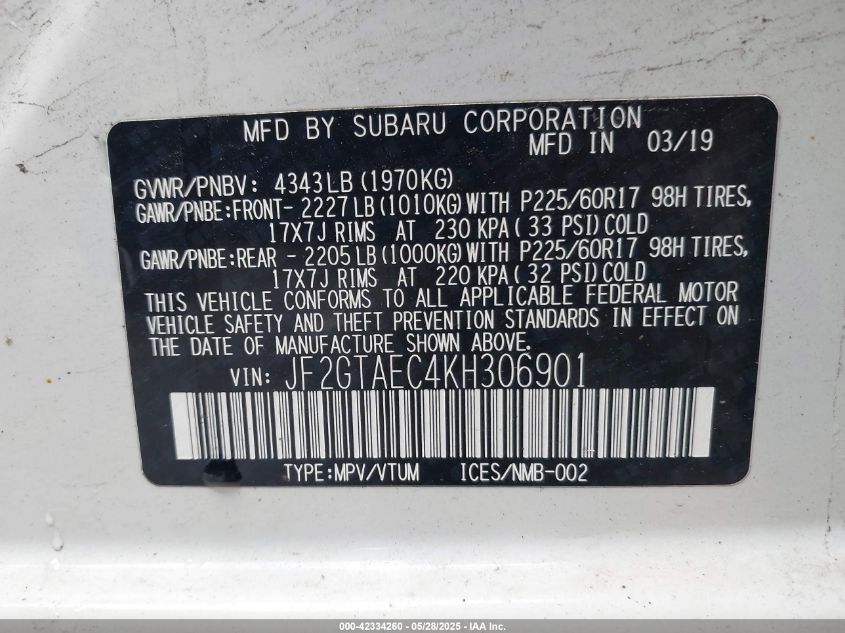 MFD BY SUBARU CORPORATION
MFD IN 03/19
GVWR/PNBV: 4343LB (1970KG)
GAWR/PNBE:FRONT- 2227LB (1010KG) WITH P225/60R17 98H TIRES,
17X7J RIMS AT 230 KPA ( 33 PSI) COLD
GAWR/PNBE:REAR - 2205LB (1000KG) WITH P225/60R17 98H TIRES,
17X7J RIMS AT 220 KPA ( 32 PSI) COLD
THIS VEHICLE CONFORMS TO ALL APPLICABLE FEDERAL MOTOR
VEHICLE SAFETY AND THEFT PREVENTION STANDARDS IN EFFECT ON
THE DATE OF MANUFACTURE SHOWN ABOVE.
VIN: JF2GTAEC4KH306901
TYPE:MPV/VTUM ICES/NMB-002
000-42334260 - 05/28/2025 - IAA Inc.